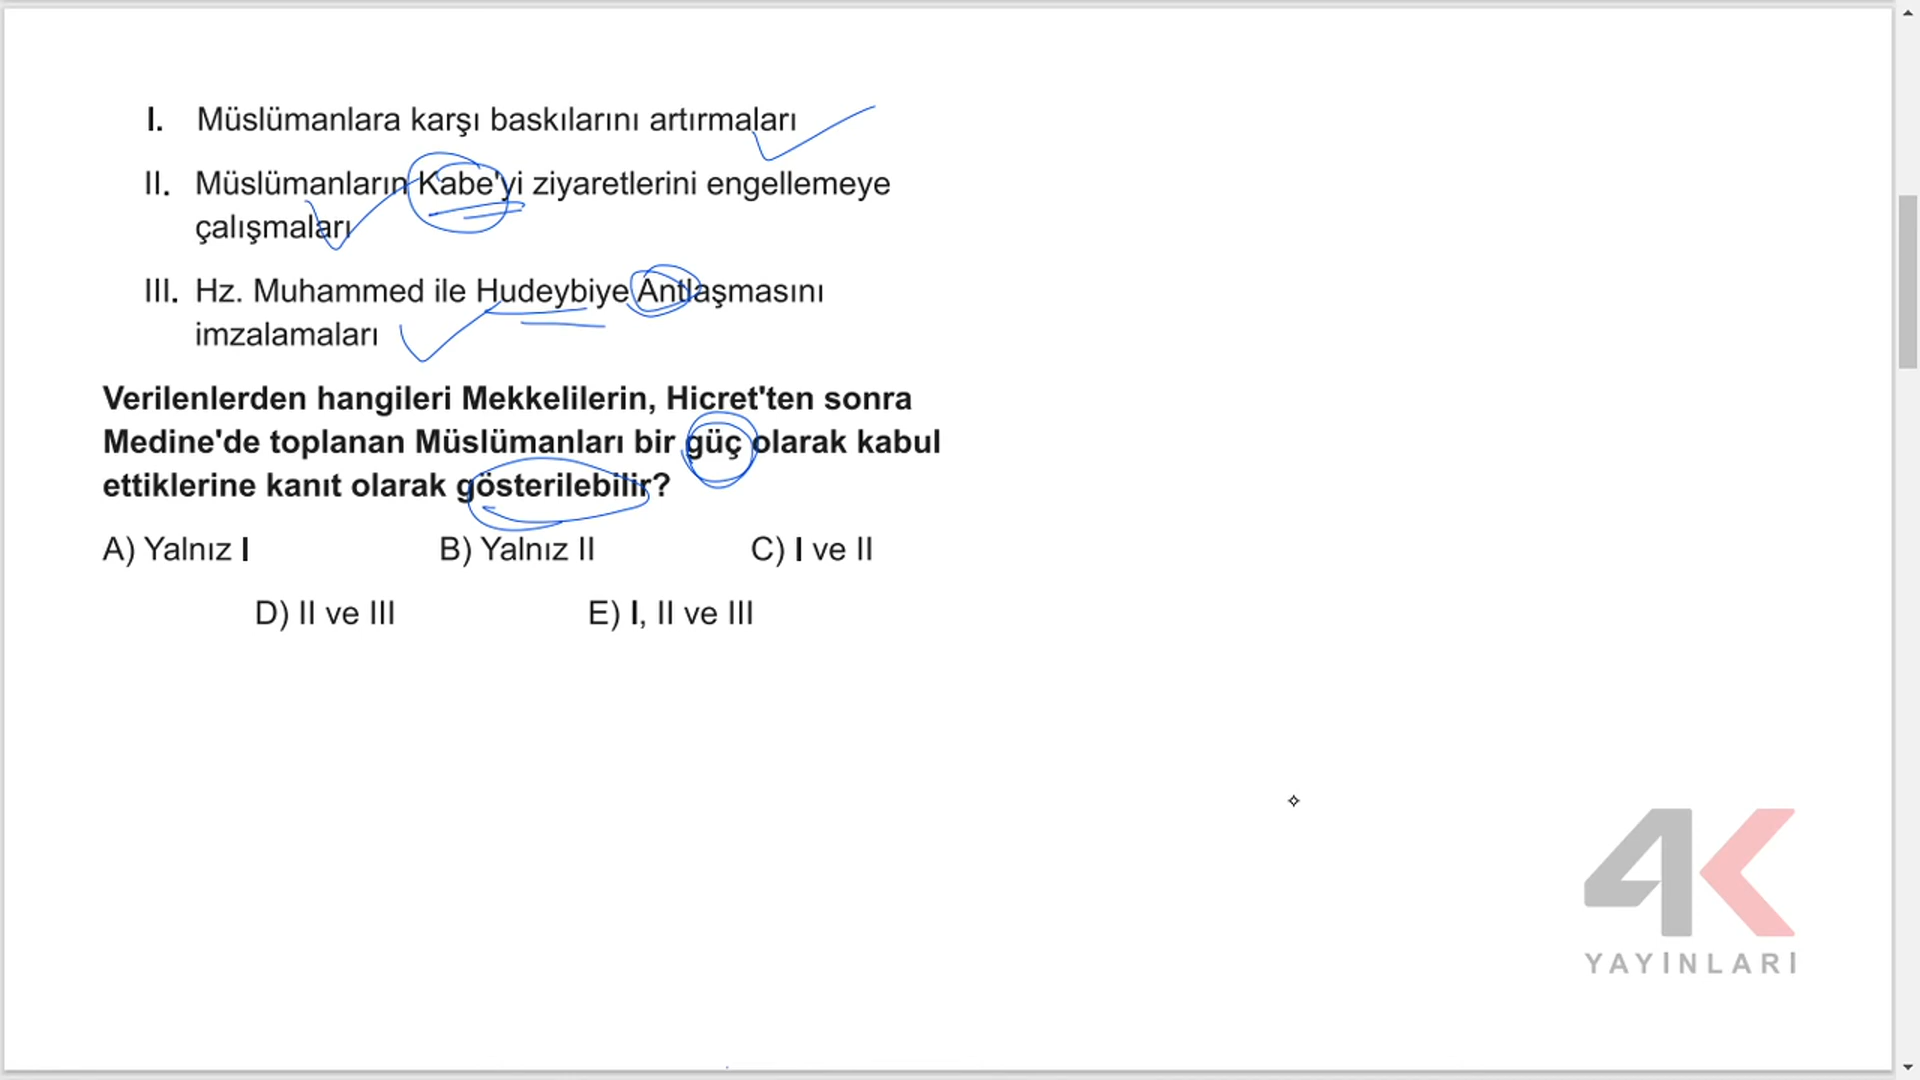 I. Müslümanlara karşı baskılarını artırmaları
II. Müslümanların Kabe'yi ziyaretlerini engellemeye
çalışmaları
III. Hz. Muhammed ile Hudeybiye Antlaşmasını
imzalamaları
Verilenlerden hangileri Mekkelilerin, Hicret'ten sonra
Medine'de toplanan Müslümanları bir güç olarak kabul
ettiklerine kanıt olarak gösterilebilir?
A) Yalnız I B) Yalnız II C) I ve II
D) II ve III E) I, II ve III
4K
YAYINLARI